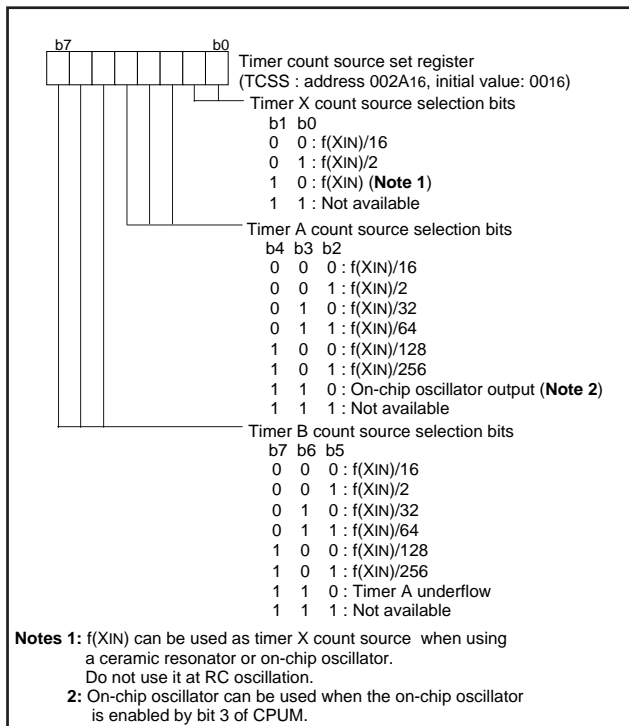 b7 b0
Timer count source set register
(TCSS : address 002A16, initial value: 0016)
Timer X count source selection bits
b1 b0
0 0 : f(XIN)/16
0 1 : f(XIN)/2
1 0 : f(XIN) (Note 1)
1 1 : Not available
Timer A count source selection bits
b4 b3 b2
0 0 0 : f(XIN)/16
0 0 1 : f(XIN)/2
0 1 0 : f(XIN)/32
0 1 1 : f(XIN)/64
1 0 0 : f(XIN)/128
1 0 1 : f(XIN)/256
1 1 0 : On-chip oscillator output (Note 2)
1 1 1 : Not available
Timer B count source selection bits
b7 b6 b5
0 0 0 : f(XIN)/16
0 0 1 : f(XIN)/2
0 1 0 : f(XIN)/32
0 1 1 : f(XIN)/64
1 0 0 : f(XIN)/128
1 0 1 : f(XIN)/256
1 1 0 : Timer A underflow
1 1 1 : Not available
Notes 1: f(XIN) can be used as timer X count source when using
a ceramic resonator or on-chip oscillator.
Do not use it at RC oscillation.
2: On-chip oscillator can be used when the on-chip oscillator
is enabled by bit 3 of CPUM.